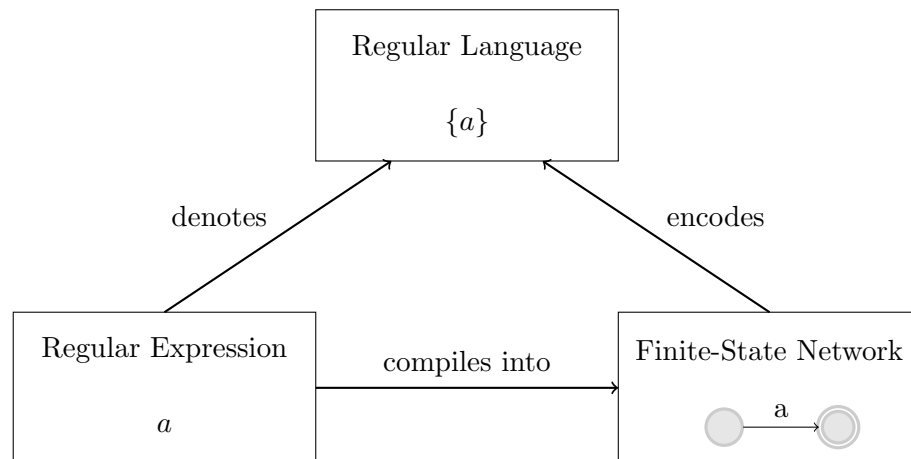 Regular Language
{a}
denotes
encodes
Regular Expression
a
compiles into
Finite-State Network
a